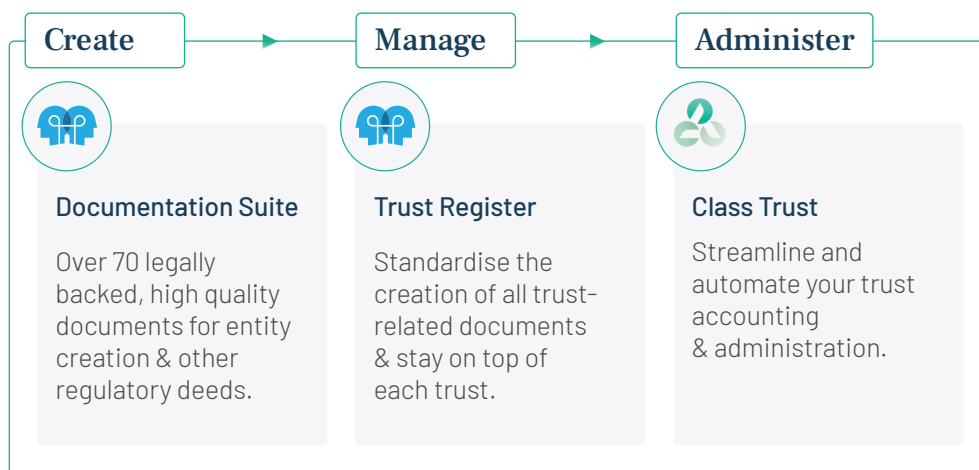 Create
Manage
Administer
Documentation Suite
Over 70 legally
backed, high quality
documents for entity
creation & other
regulatory deeds.
Trust Register
Standardise the
creation of all trust-
related documents
& stay on top of
each trust.
Class Trust
Streamline and
automate your trust
accounting
& administration.